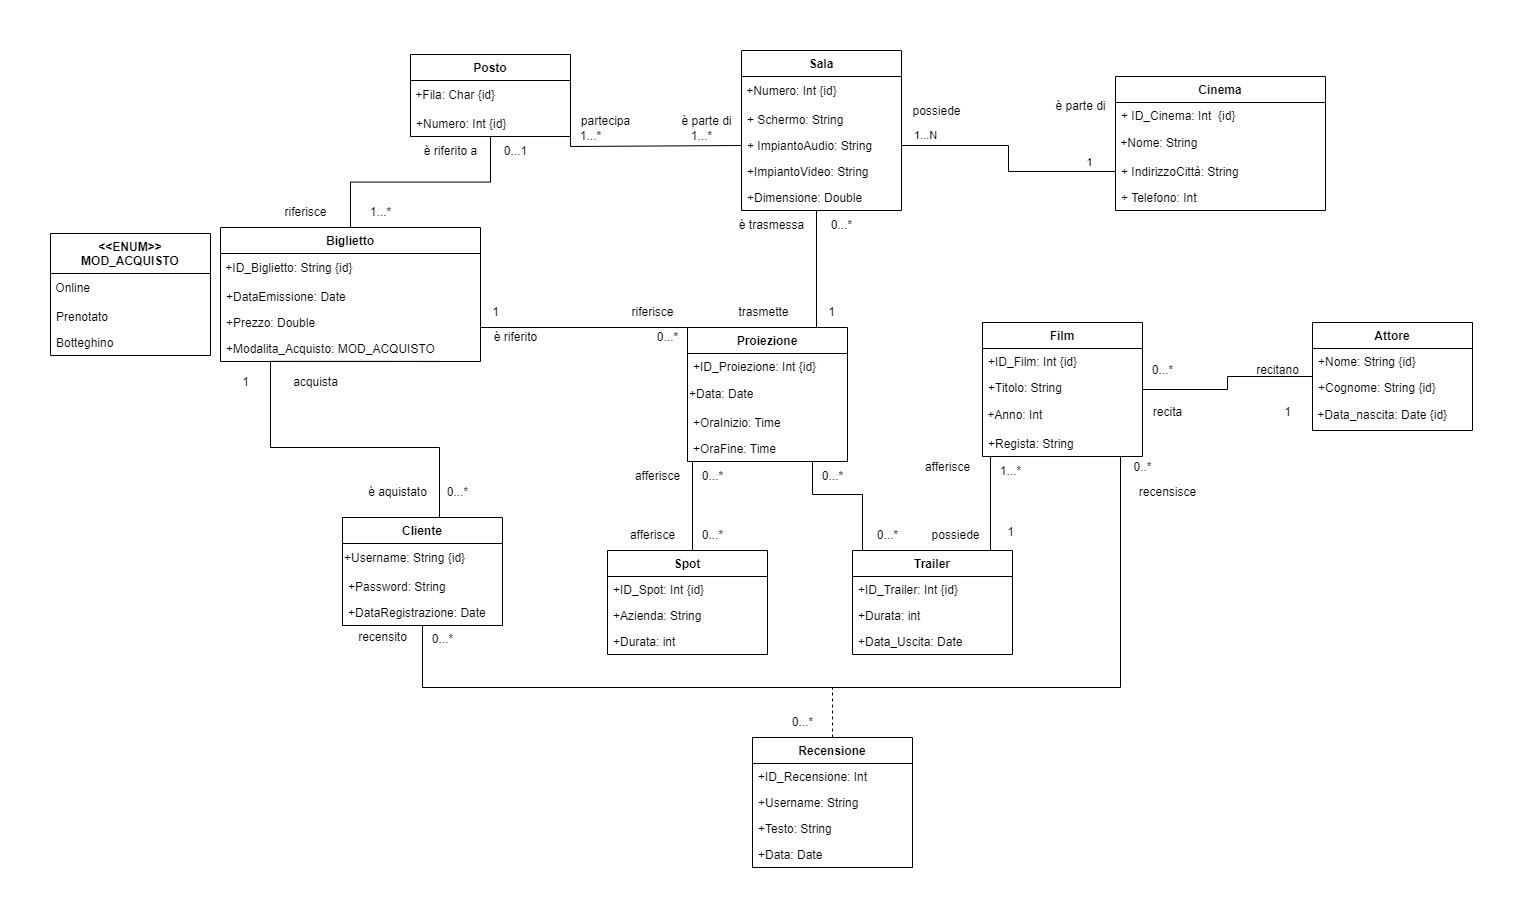 Posto
+Fila: Char {id}
+Numero: Int {id}
è riferito a
0...1
partecipa
1...*
è parte di
1...*
Sala
+Numero: Int {id}
+ Schermo: String
+ ImpiantoAudio: String
+ImpiantoVideo: String
+Dimensione: Double
possiede
1...N
è parte di
1
Cinema
+ ID_Cinema: Int  {id}
+Nome: String
+ IndirizzoCittà: String
+ Telefono: Int
è trasmessa
0...*
trasmette
1
riferisce
1...*
<<ENUM>>
MOD_ACQUISTO
Online
Prenotato
Botteghino
Biglietto
+ID_Biglietto: String {id}
+DataEmissione: Date
+Prezzo: Double
+Modalita_Acquisto: MOD_ACQUISTO
1
è riferito
riferisce
0...*
Proiezione
+ID_Proiezione: Int {id}
+Data: Date
+OraInizio: Time
+OraFine: Time
Film
+ID_Film: Int {id}
+Titolo: String
+Anno: Int
+Regista: String
0...*
recita
recitano
1
Attore
+Nome: String {id}
+Cognome: String {id}
+Data_nascita: Date {id}
1
acquista
è aquistato
0...*
afferisce
0...*
0...*
afferisce
0...*
0...*
afferisce
1...*
possiede
1
0..*
recensisce
Cliente
+Username: String {id}
+Password: String
+DataRegistrazione: Date
recensito
0...*
Spot
+ID_Spot: Int {id}
+Azienda: String
+Durata: int
Trailer
+ID_Trailer: Int {id}
+Durata: int
+Data_Uscita: Date
0...*
Recensione
+ID_Recensione: Int
+Username: String
+Testo: String
+Data: Date